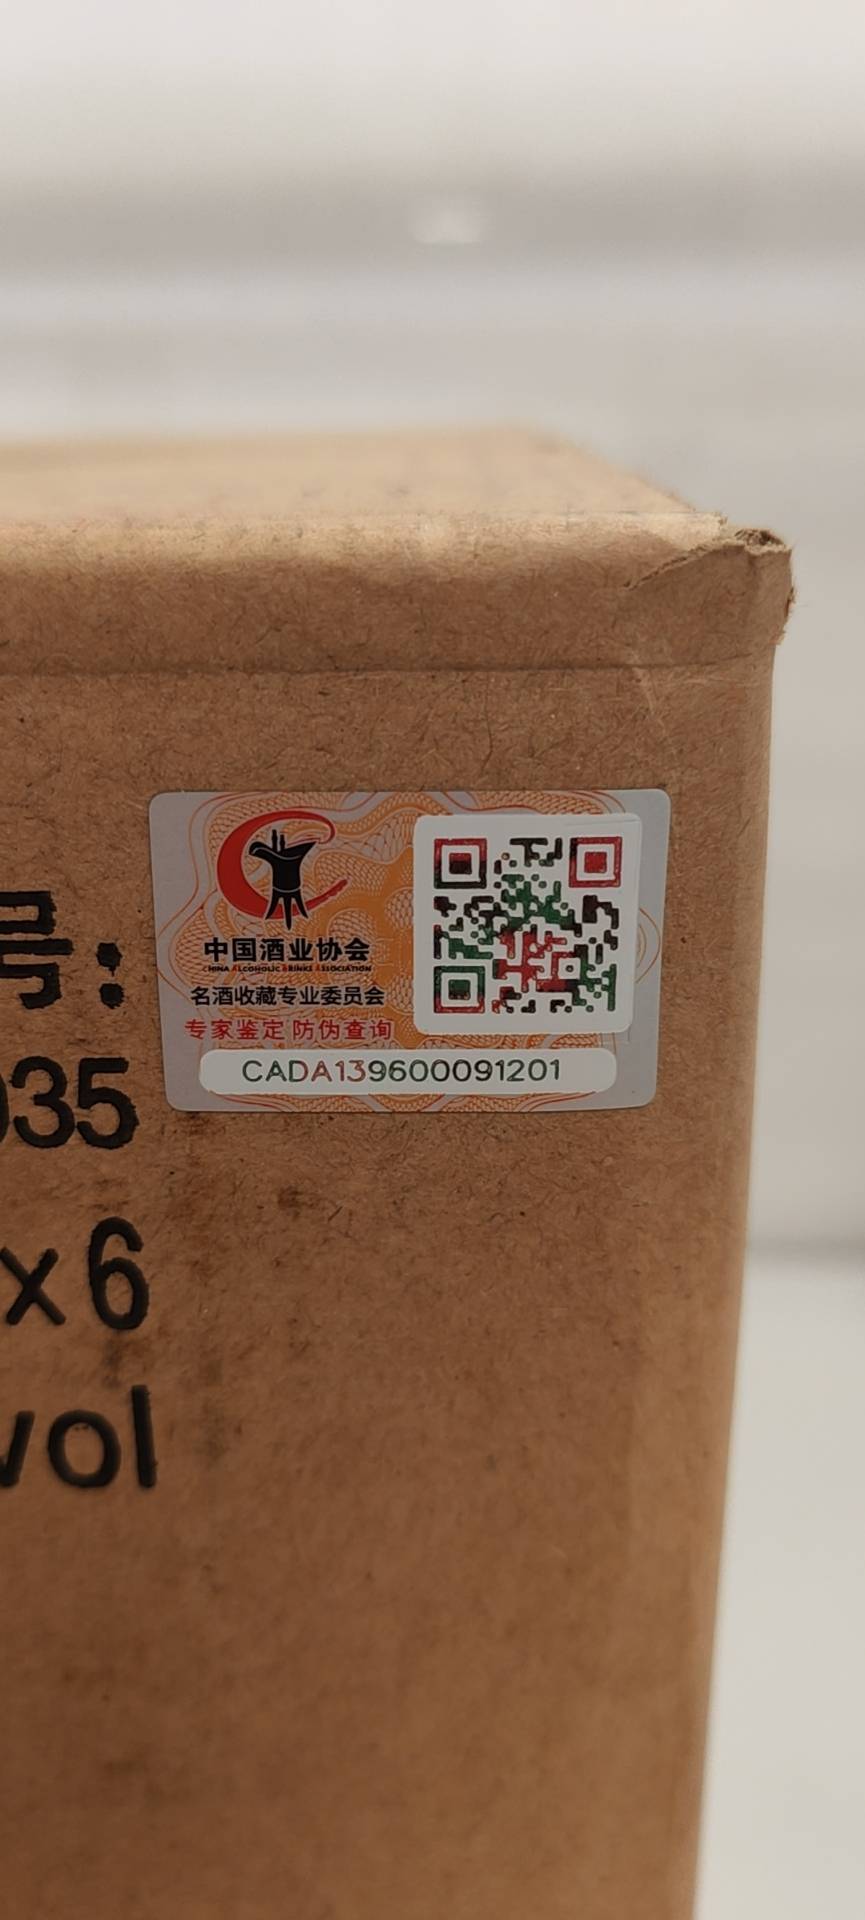 中国酒业协会
CHINA ALCOHOLIC DRINKS ASSOCIATION
名酒收藏专业委员会
专家鉴定 防伪查询
CADA139600091201
号:
035
x6
vol